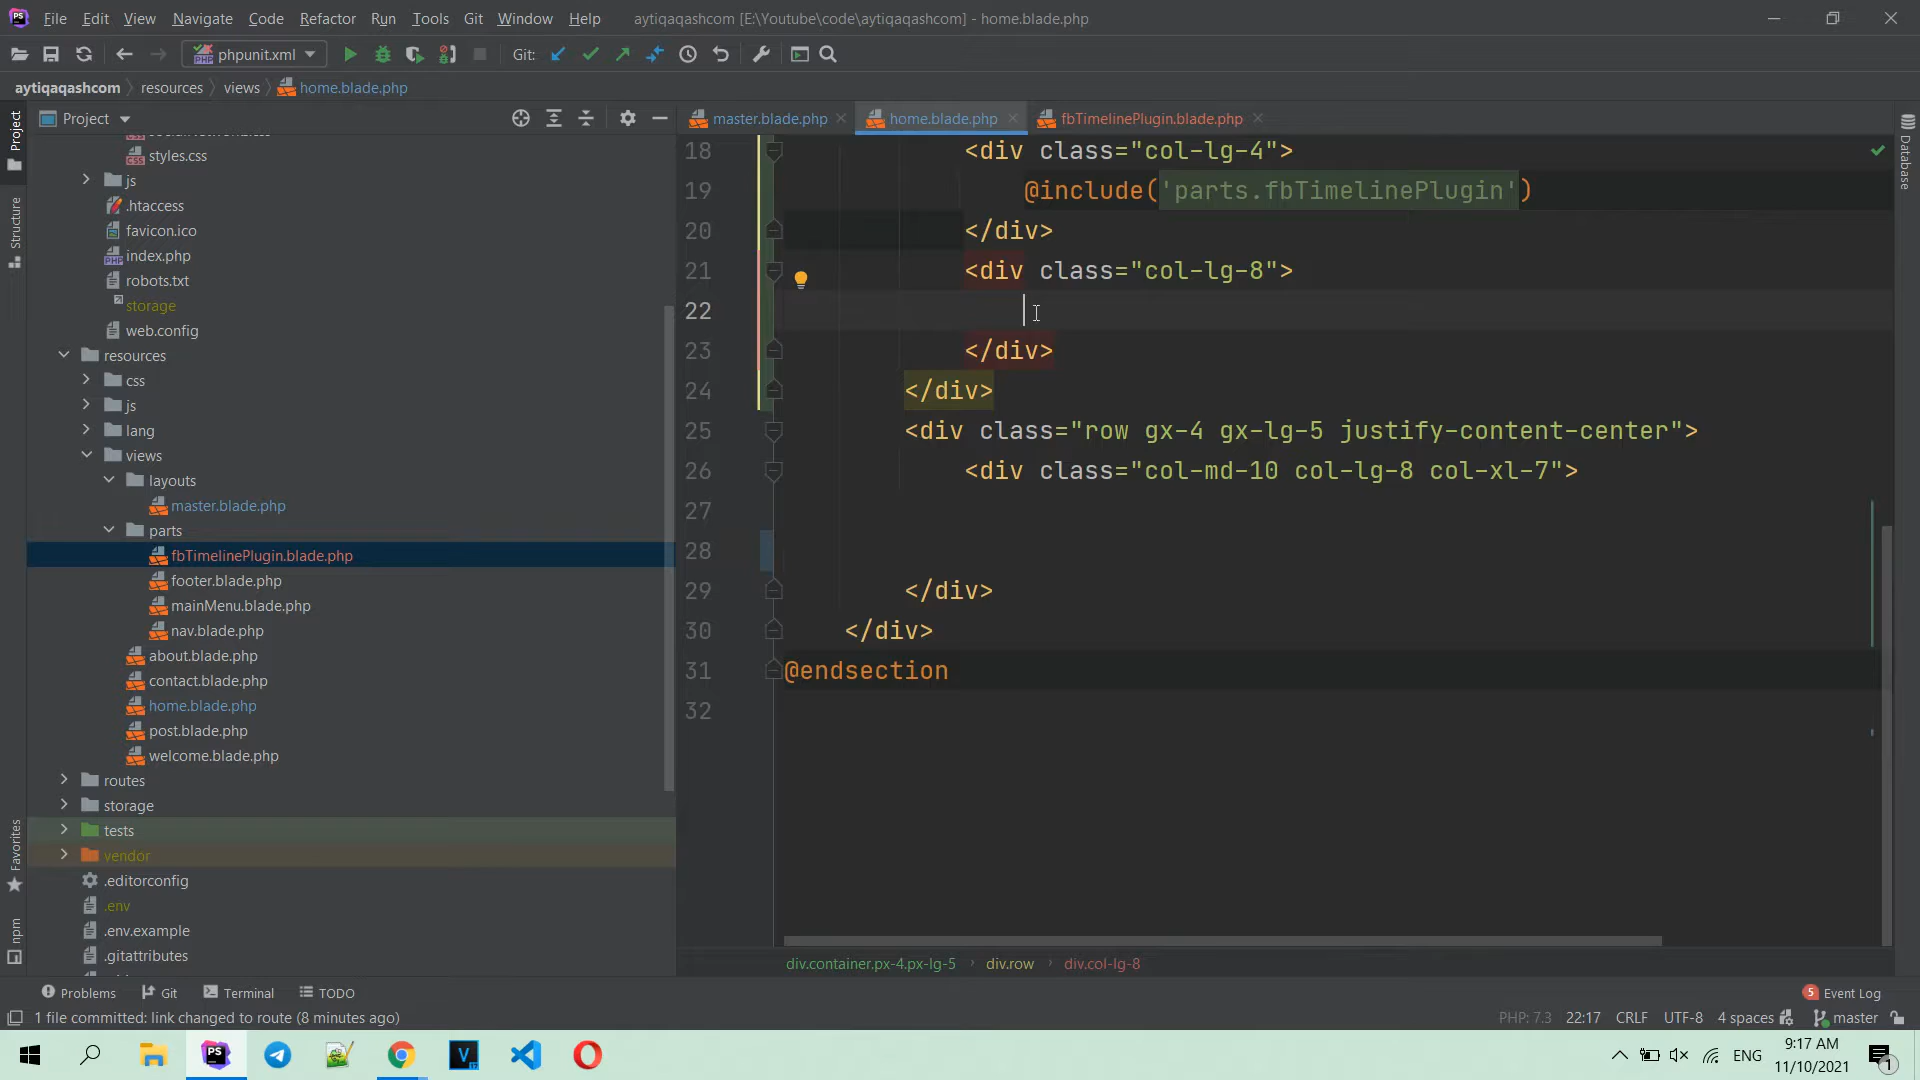 File Edit View Navigate Code Refactor Run Tools Git Window Help aytiqaqashcom [E:\Youtube\code\aytiqaqashcom] - home.blade.php
phpunit.xml Git:
aytiqaqashcom resources views home.blade.php
Project
master.blade.php home.blade.php fbTimelinePlugin.blade.php
styles.css
js
.htaccess
favicon.ico
index.php
robots.txt
storage
web.config
resources
css
js
lang
views
layouts
master.blade.php
parts
fbTimelinePlugin.blade.php
footer.blade.php
mainMenu.blade.php
nav.blade.php
about.blade.php
contact.blade.php
home.blade.php
post.blade.php
welcome.blade.php
routes
storage
tests
vendor
.editorconfig
.env
.env.example
.gitattributes
18 <div class="col-lg-4">
19 @include('parts.fbTimelinePlugin')
20 </div>
21 <div class="col-lg-8">
22
23 </div>
24 </div>
25 <div class="row gx-4 gx-lg-5 justify-content-center">
26 <div class="col-md-10 col-lg-8 col-xl-7">
27
28
29 </div>
30 </div>
31 @endsection
32
div.container.px-4.px-lg-5 div.row div.col-lg-8
Project
Structure
Favorites
npm
Database
Problems Git Terminal TODO 5 Event Log
1 file committed: link changed to route (8 minutes ago) PHP: 7.3 22:17 CRLF UTF-8 4 spaces master
PS V ENG 9:17 AM
11/10/2021 1